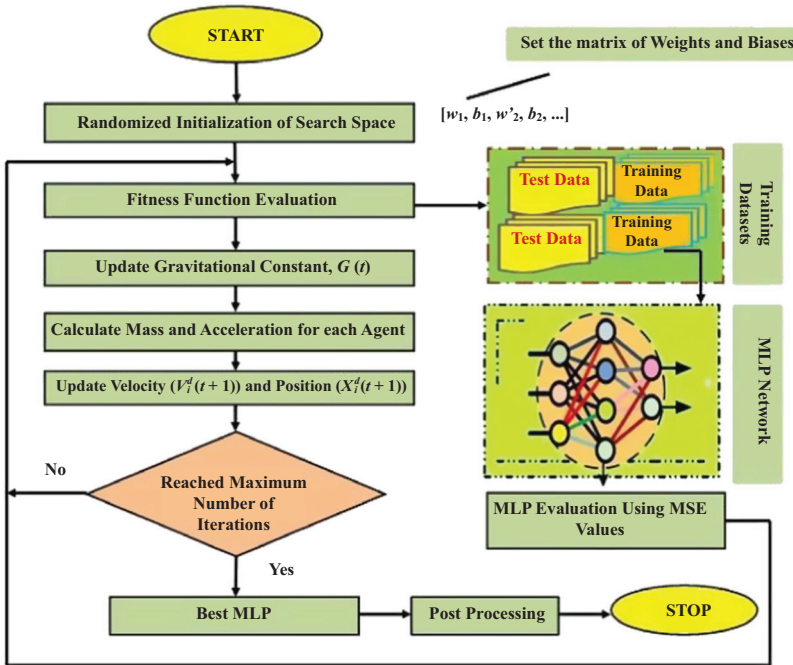 START
Set the matrix of Weights and Biases
[w₁, b₁, w'₂, b₂, ...]
Randomized Initialization of Search Space
Fitness Function Evaluation
Test Data
Training
Data
Test Data
Training
Data
Training
Datasets
Update Gravitational Constant, G (t)
Calculate Mass and Acceleration for each Agent
Update Velocity (Vᵢᵈ(t + 1)) and Position (Xᵢᵈ(t + 1))
MLP Network
No
Reached Maximum
Number of
Iterations
Yes
MLP Evaluation Using MSE
Values
Best MLP
Post Processing
STOP